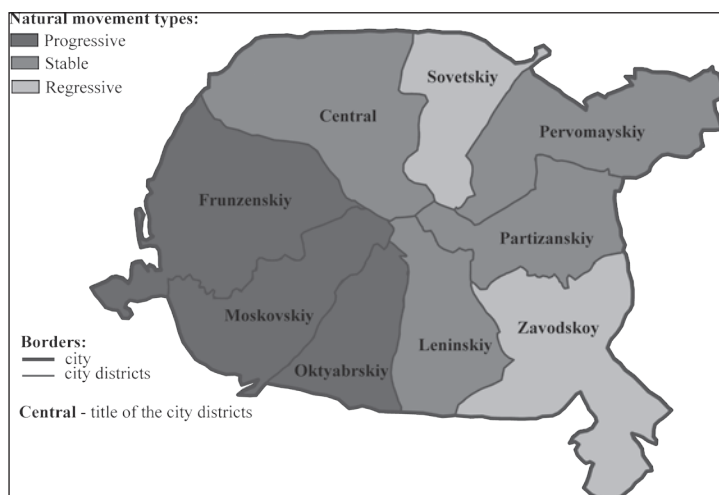 Natural movement types:
Progressive
Stable
Regressive
Sovetskiy
Central
Pervomayskiy
Frunzenskiy
Partizanskiy
Moskovskiy
Zavodskoy
Leninskiy
Oktyabrskiy
Borders:
city
city districts
Central - title of the city districts